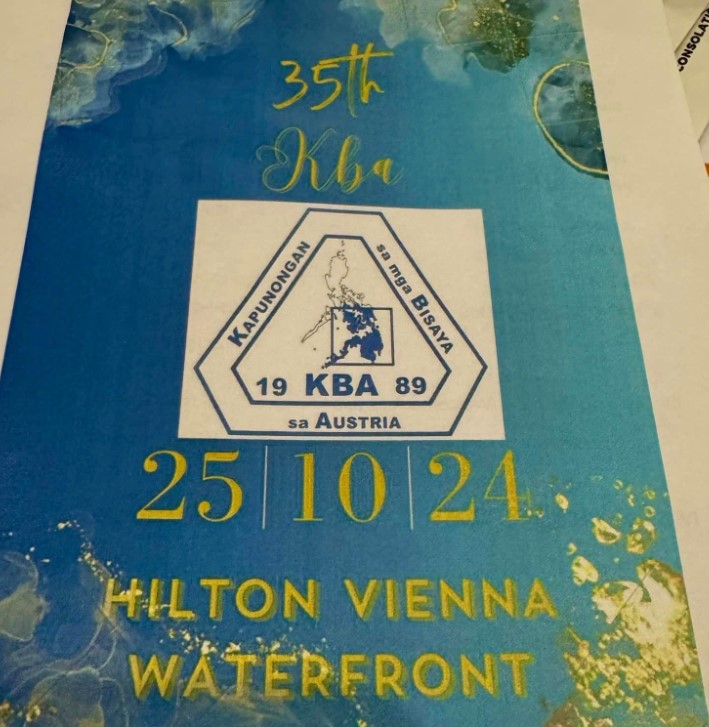 35th
Kba
KAPUNONGAN
sa mga BISAYA
19 KBA 89
sa AUSTRIA
25|10|24
HILTON VIENNA
WATERFRONT